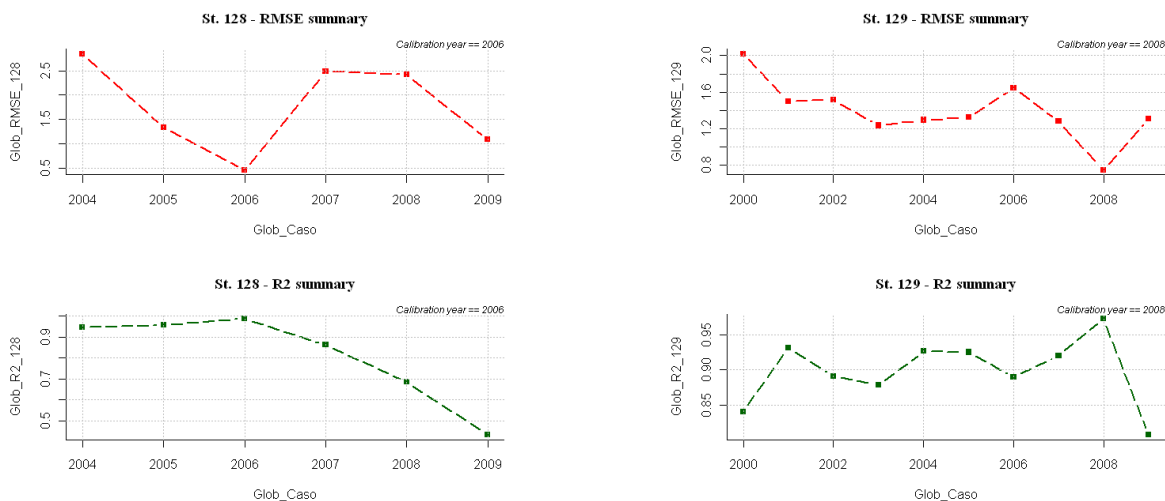 St. 128 - RMSE summary
Calibration year == 2006
Glob_RMSE_128
2.5
1.5
0.5
2004 2005 2006 2007 2008 2009
Glob_Caso
St. 129 - RMSE summary
Calibration year == 2008
Glob_RMSE_129
2.0
1.6
1.2
0.8
2000 2002 2004 2006 2008
Glob_Caso
St. 128 - R2 summary
Calibration year == 2006
Glob_R2_128
0.9
0.7
0.5
2004 2005 2006 2007 2008 2009
Glob_Caso
St. 129 - R2 summary
Calibration year == 2008
Glob_R2_129
0.95
0.90
0.85
2000 2002 2004 2006 2008
Glob_Caso